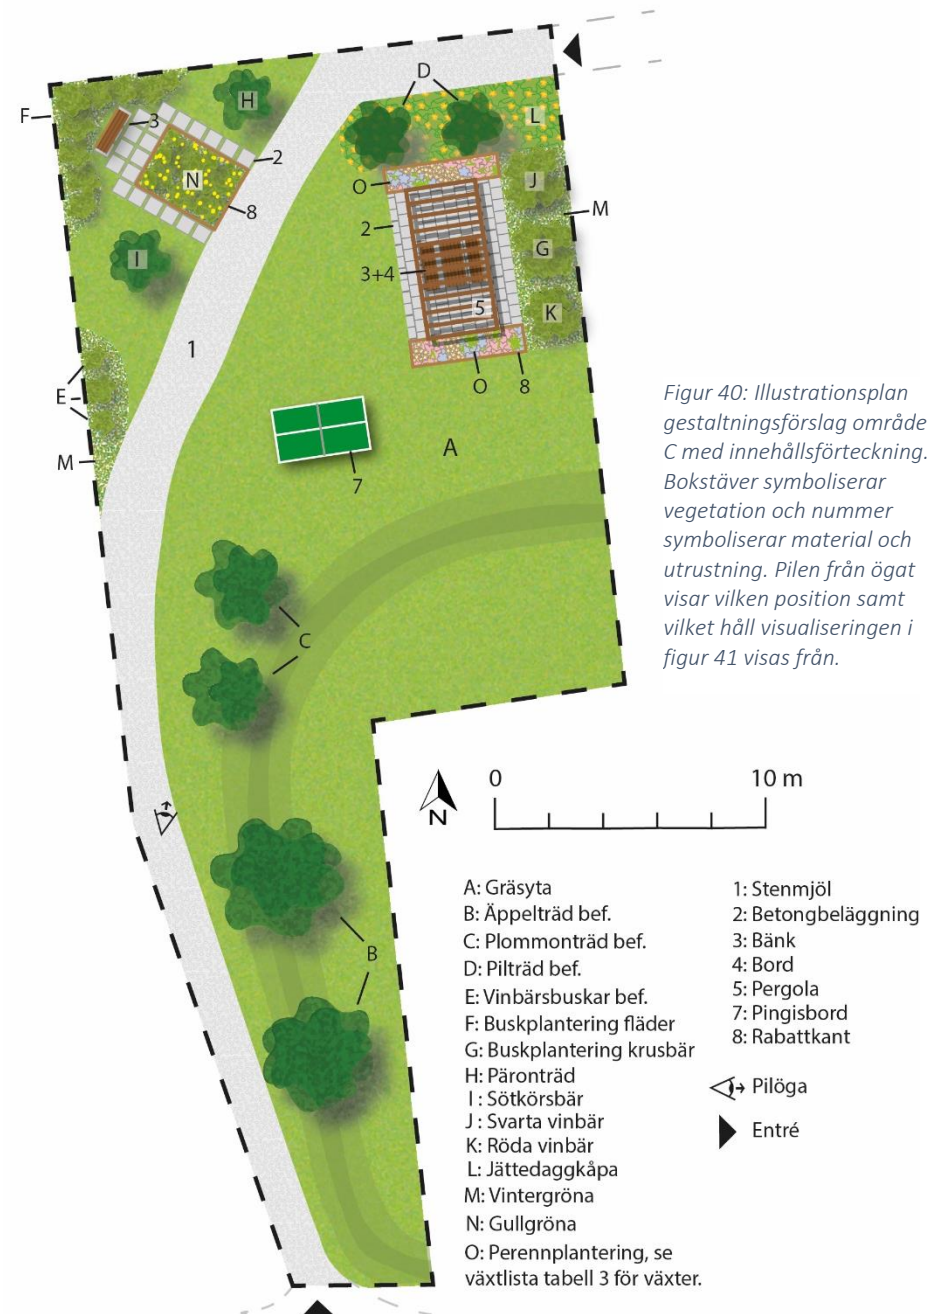 D
H
F
3
L
2
N
J
O
8
M
2
G
I
3+4
5
K
1
O
8
E
A
M
7
Figur 40: Illustrationsplan
gestaltningsförslag område
C med innehållsförteckning.
Bokstäver symboliserar
vegetation och nummer
symboliserar material och
utrustning. Pilen från ögat
visar vilken position samt
vilket håll visualiseringen i
figur 41 visas från.
C
0 10 m
N
B
A: Gräsyta
B: Äppelträd bef.
C: Plommonträd bef.
D: Pilträd bef.
E: Vinbärsbuskar bef.
F: Buskplantering fläder
G: Buskplantering krusbär
H: Päronträd
I: Sötkörsbär
J: Svarta vinbär
K: Röda vinbär
L: Jättedaggkåpa
M: Vintergröna
N: Gullgröna
O: Perennplantering, se
växtlista tabell 3 för växter.
1: Stenmjöl
2: Betongbeläggning
3: Bänk
4: Bord
5: Pergola
7: Pingisbord
8: Rabattkant
Pilöga
Entré